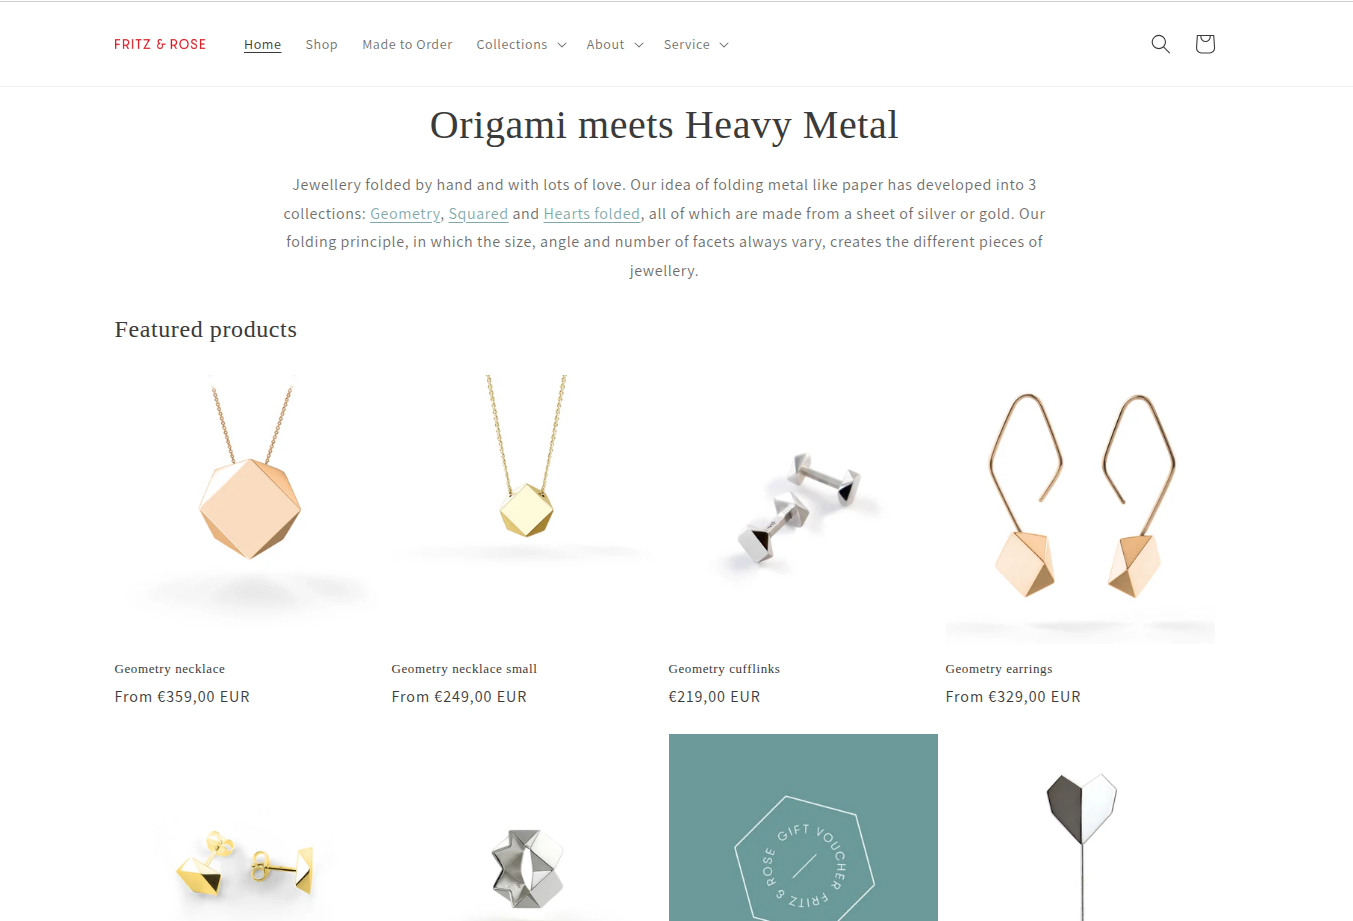 FRITZ & ROSE
Home
Shop
Made to Order
Collections
About
Service
Origami meets Heavy Metal
Jewellery folded by hand and with lots of love. Our idea of folding metal like paper has developed into 3
collections: Geometry, Squared and Hearts folded, all of which are made from a sheet of silver or gold. Our
folding principle, in which the size, angle and number of facets always vary, creates the different pieces of
jewellery.
Featured products
Geometry necklace
From €359,00 EUR
Geometry necklace small
From €249,00 EUR
Geometry cufflinks
€219,00 EUR
Geometry earrings
From €329,00 EUR
GIFT VOUCHER FRITZ & ROSE